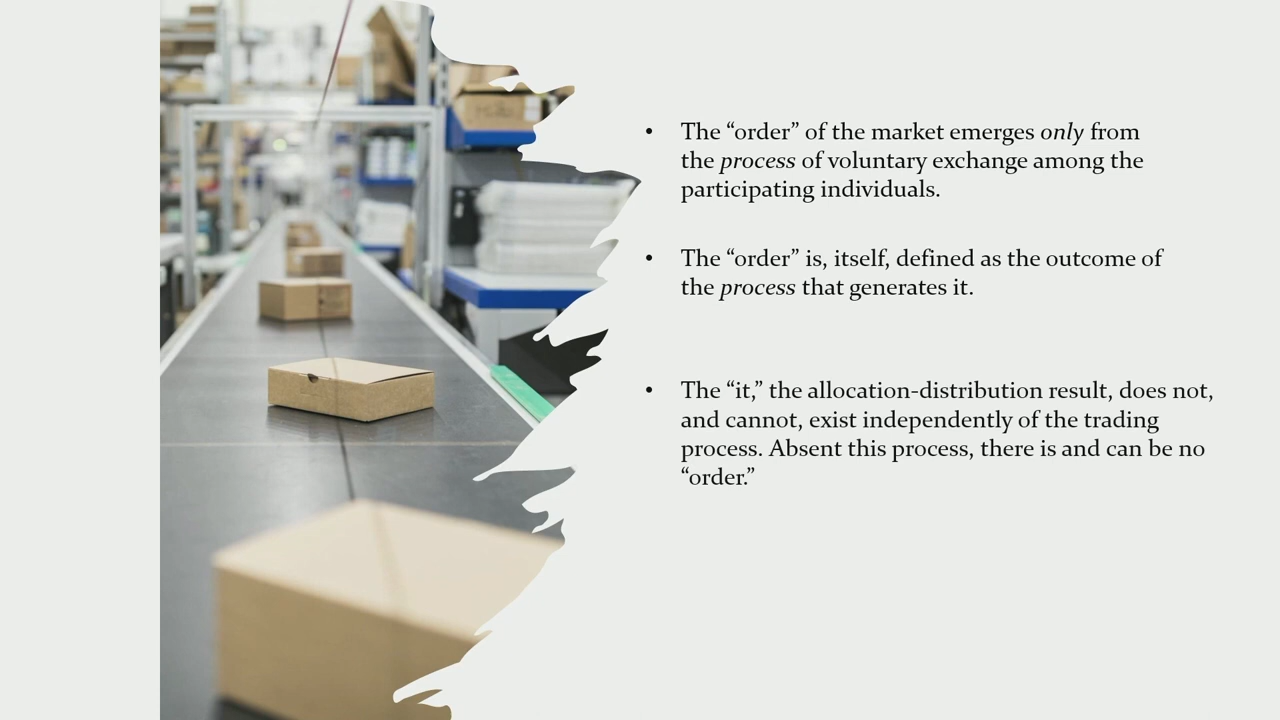 • The “order” of the market emerges only from
the process of voluntary exchange among the
participating individuals.
• The “order” is, itself, defined as the outcome of
the process that generates it.
• The “it,” the allocation-distribution result, does not,
and cannot, exist independently of the trading
process. Absent this process, there is and can be no
“order.”